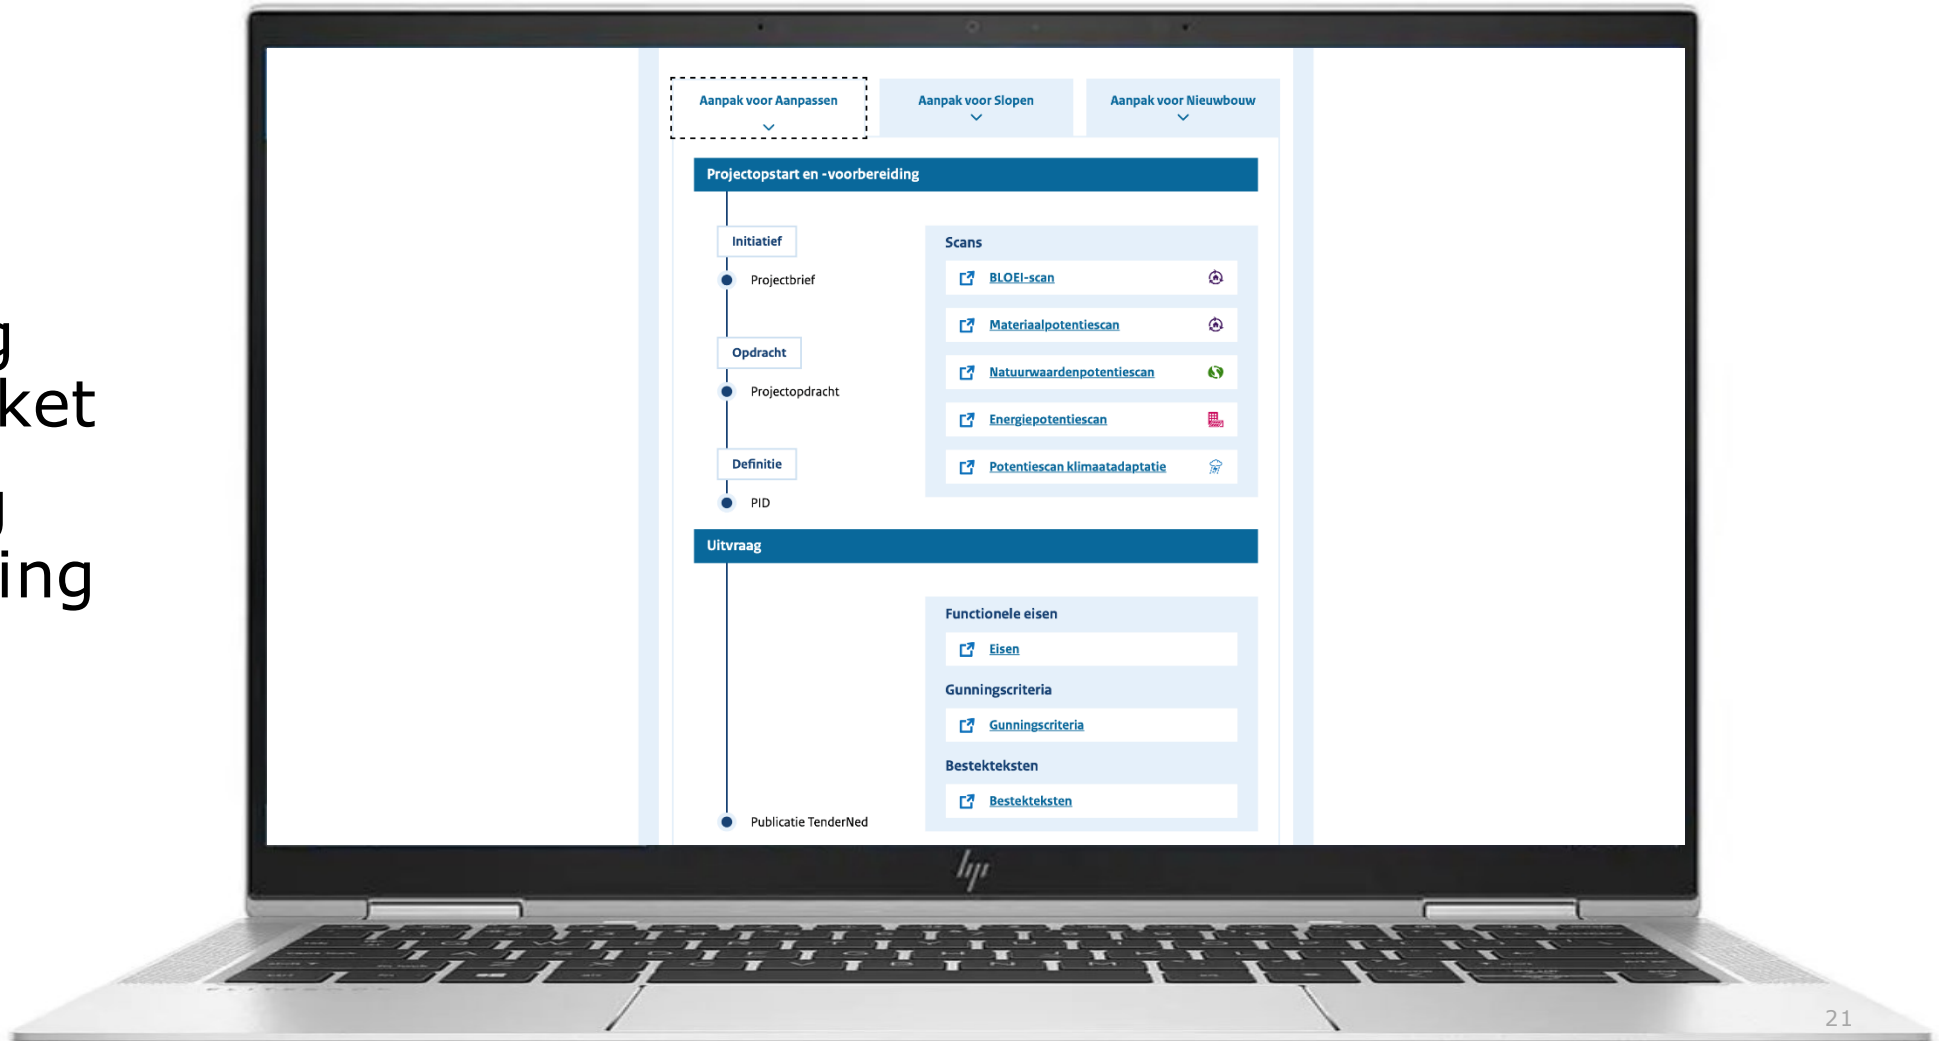 g
ket
g
ing
Aanpak voor Aanpassen
Aanpak voor Slopen
Aanpak voor Nieuwbouw
Projectopstart en -voorbereiding
Initiatief
Projectbrief
Opdracht
Projectopdracht
Definitie
PID
Scans
BLOEI-scan
Materiaalpotentiescan
Natuurwaardenpotentiescan
Energiepotentiescan
Potentiescan klimaatadaptatie
Uitvraag
Functionele eisen
Eisen
Gunningscriteria
Gunningscriteria
Bestekteksten
Bestekteksten
Publicatie TenderNed
hp
21